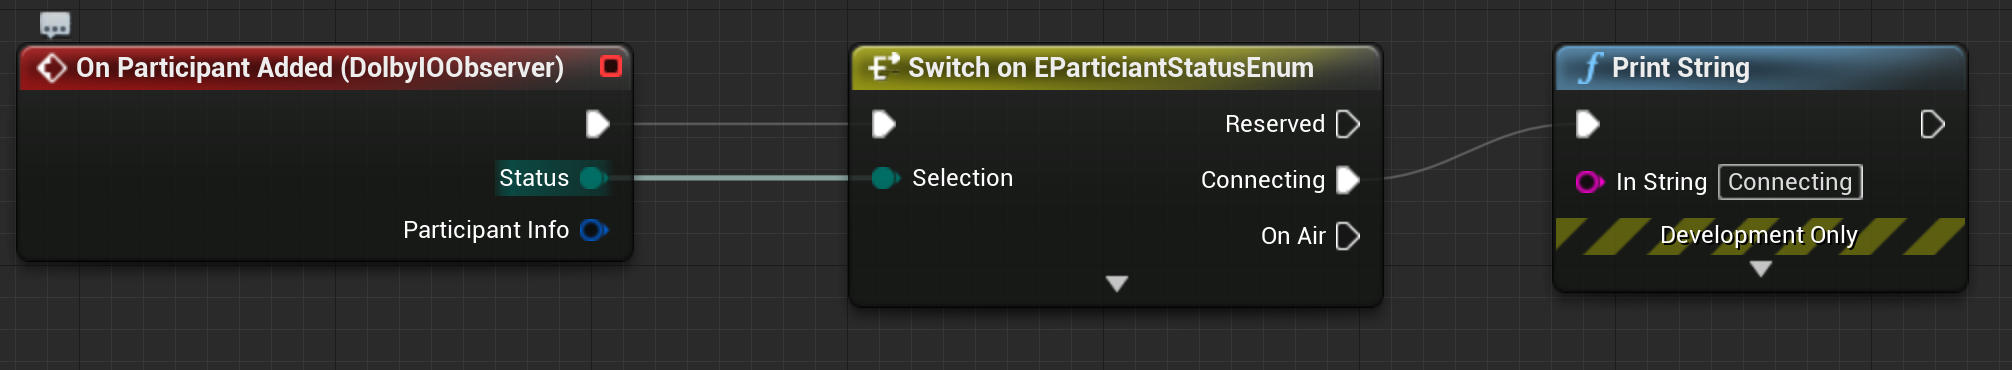 On Participant Added (DolbyIOObserver)
Status
Participant Info
Switch on EParticiantStatusEnum
Selection
Reserved
Connecting
On Air
Print String
In String Connecting
Development Only